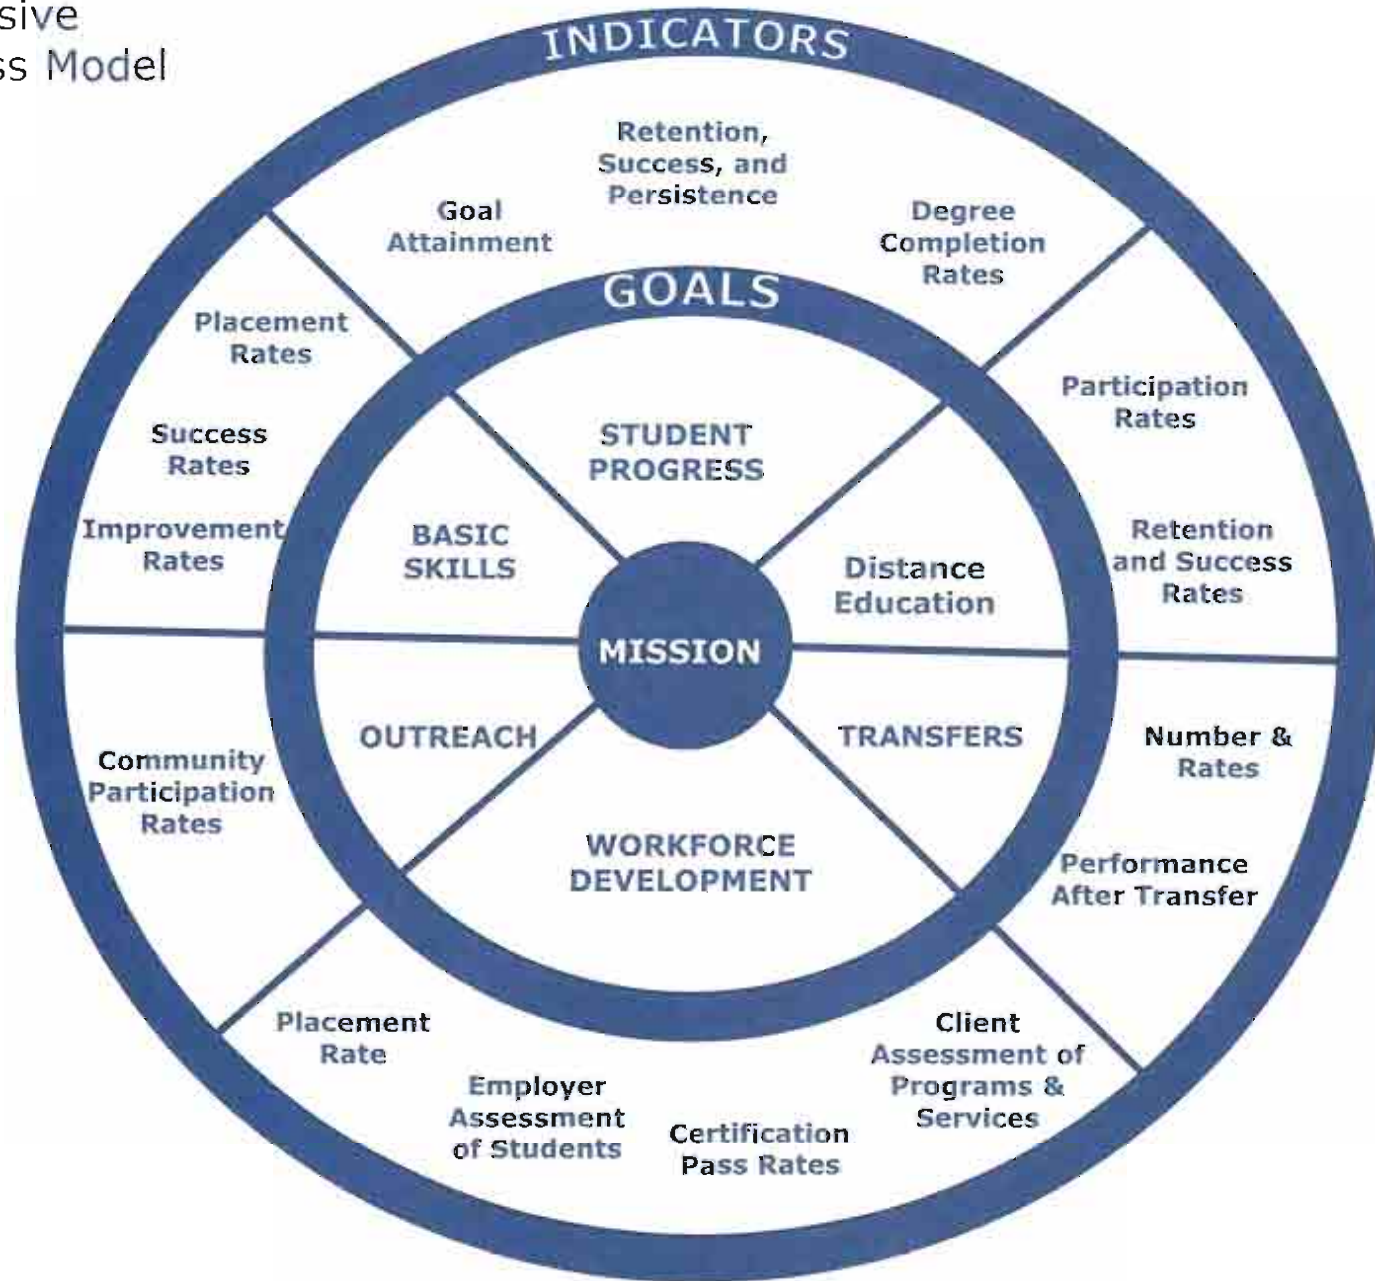 Model
INDICATORS
Retention,
Success, and
Persistence
Goal
Attainment
Degree
Completion
Rates
Placement
Rates
Success
Rates
Improvement
Rates
Participation
Rates
Retention
and Success
Rates
GOALS
STUDENT
PROGRESS
BASIC
SKILLS
Distance
Education
MISSION
OUTREACH
TRANSFERS
WORKFORCE
DEVELOPMENT
Community
Participation
Rates
Number &
Rates
Performance
After Transfer
Placement
Rate
Employer
Assessment
of Students
Certification
Pass Rates
Client
Assessment of
Programs &
Services